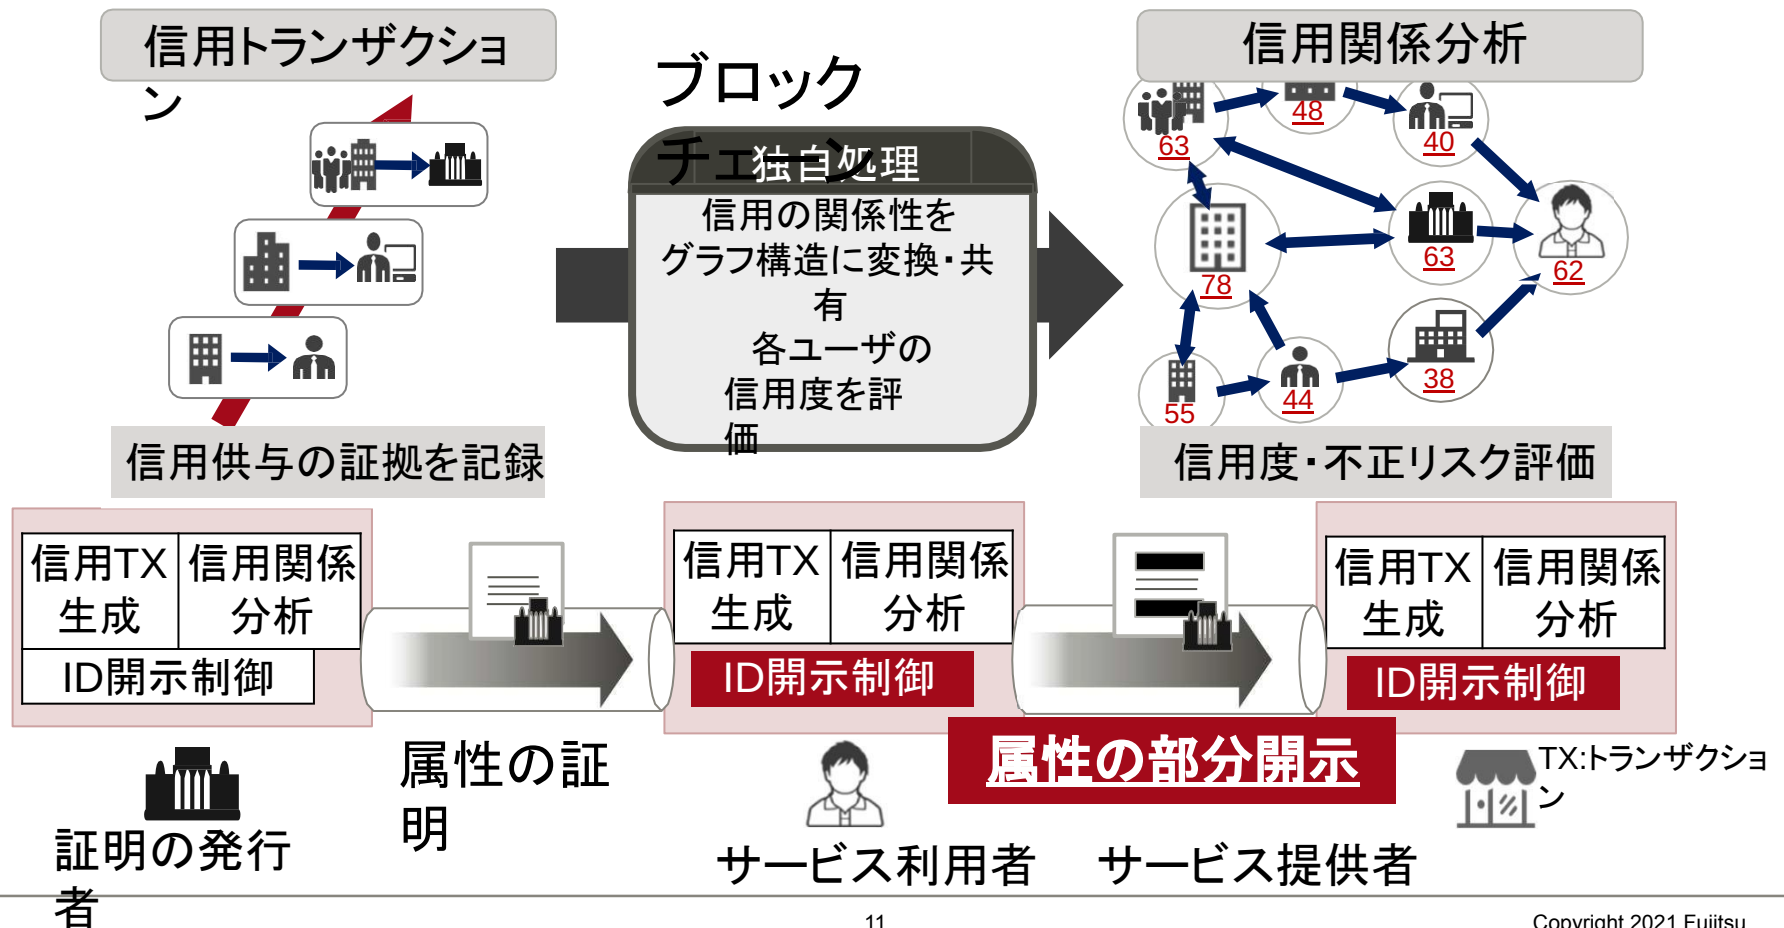 信用トランザクショ
ン
ブロック
チェーン
信用関係分析
独自処理
信用の関係性を
グラフ構造に変換・共
有
各ユーザの
信用度を評
価
63
48
40
78
63
62
55
44
38
信用供与の証拠を記録
信用度・不正リスク評価
信用TX
生成
信用関係
分析
ID開示制御
信用TX
生成
信用関係
分析
ID開示制御
信用TX
生成
信用関係
分析
ID開示制御
属性の証
明
属性の部分開示
TX:トランザクショ
ン
証明の発行
者
サービス利用者
サービス提供者
11
Copyright 2021 Fujitsu